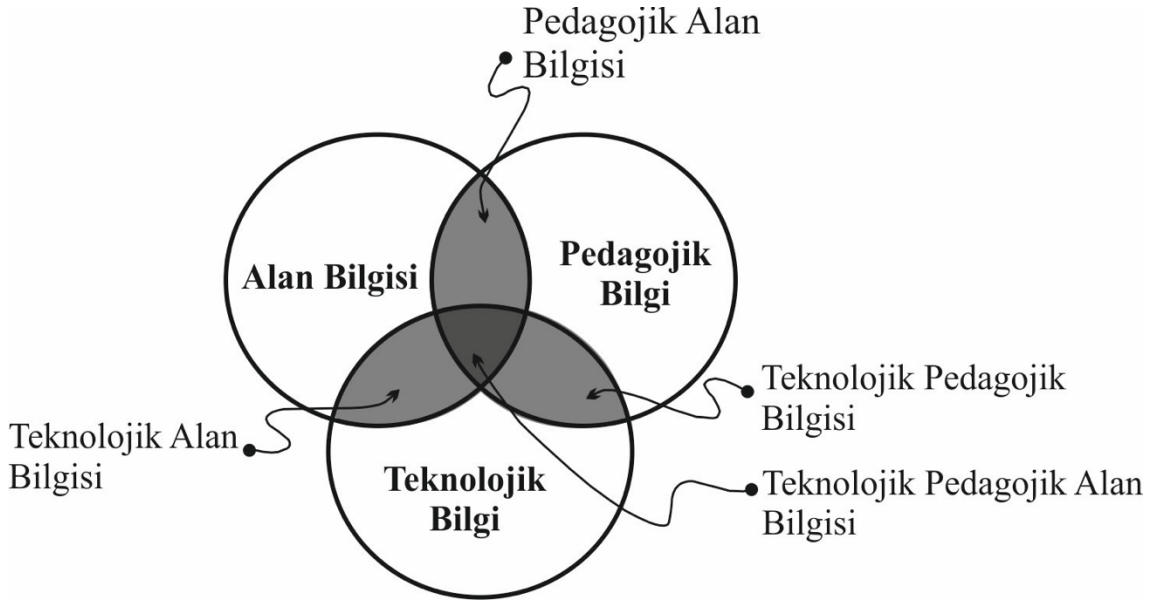 Pedagojik Alan
Bilgisi
Alan Bilgisi
Pedagojik
Bilgi
Teknolojik Pedagojik
Bilgisi
Teknolojik Alan
Bilgisi
Teknolojik
Bilgi
Teknolojik Pedagojik Alan
Bilgisi